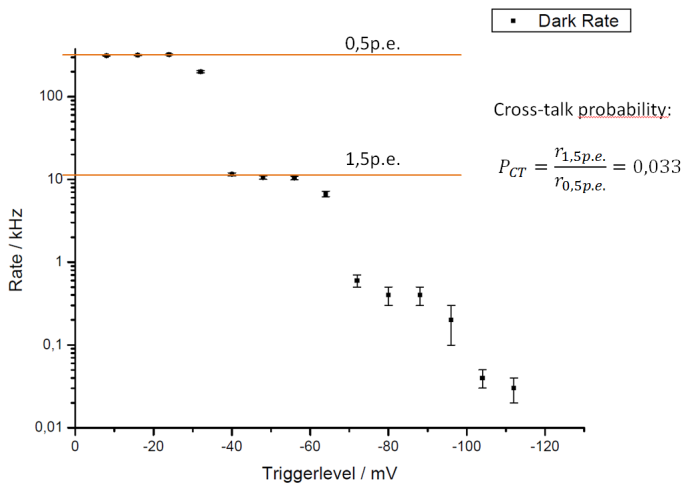 Dark Rate
0,5p.e.
1,5p.e.
Cross-talk probability:
P_CT = r_1,5p.e. / r_0,5p.e. = 0,033
Rate / kHz
100
10
1
0,1
0,01
0 -20 -40 -60 -80 -100 -120
Triggerlevel / mV